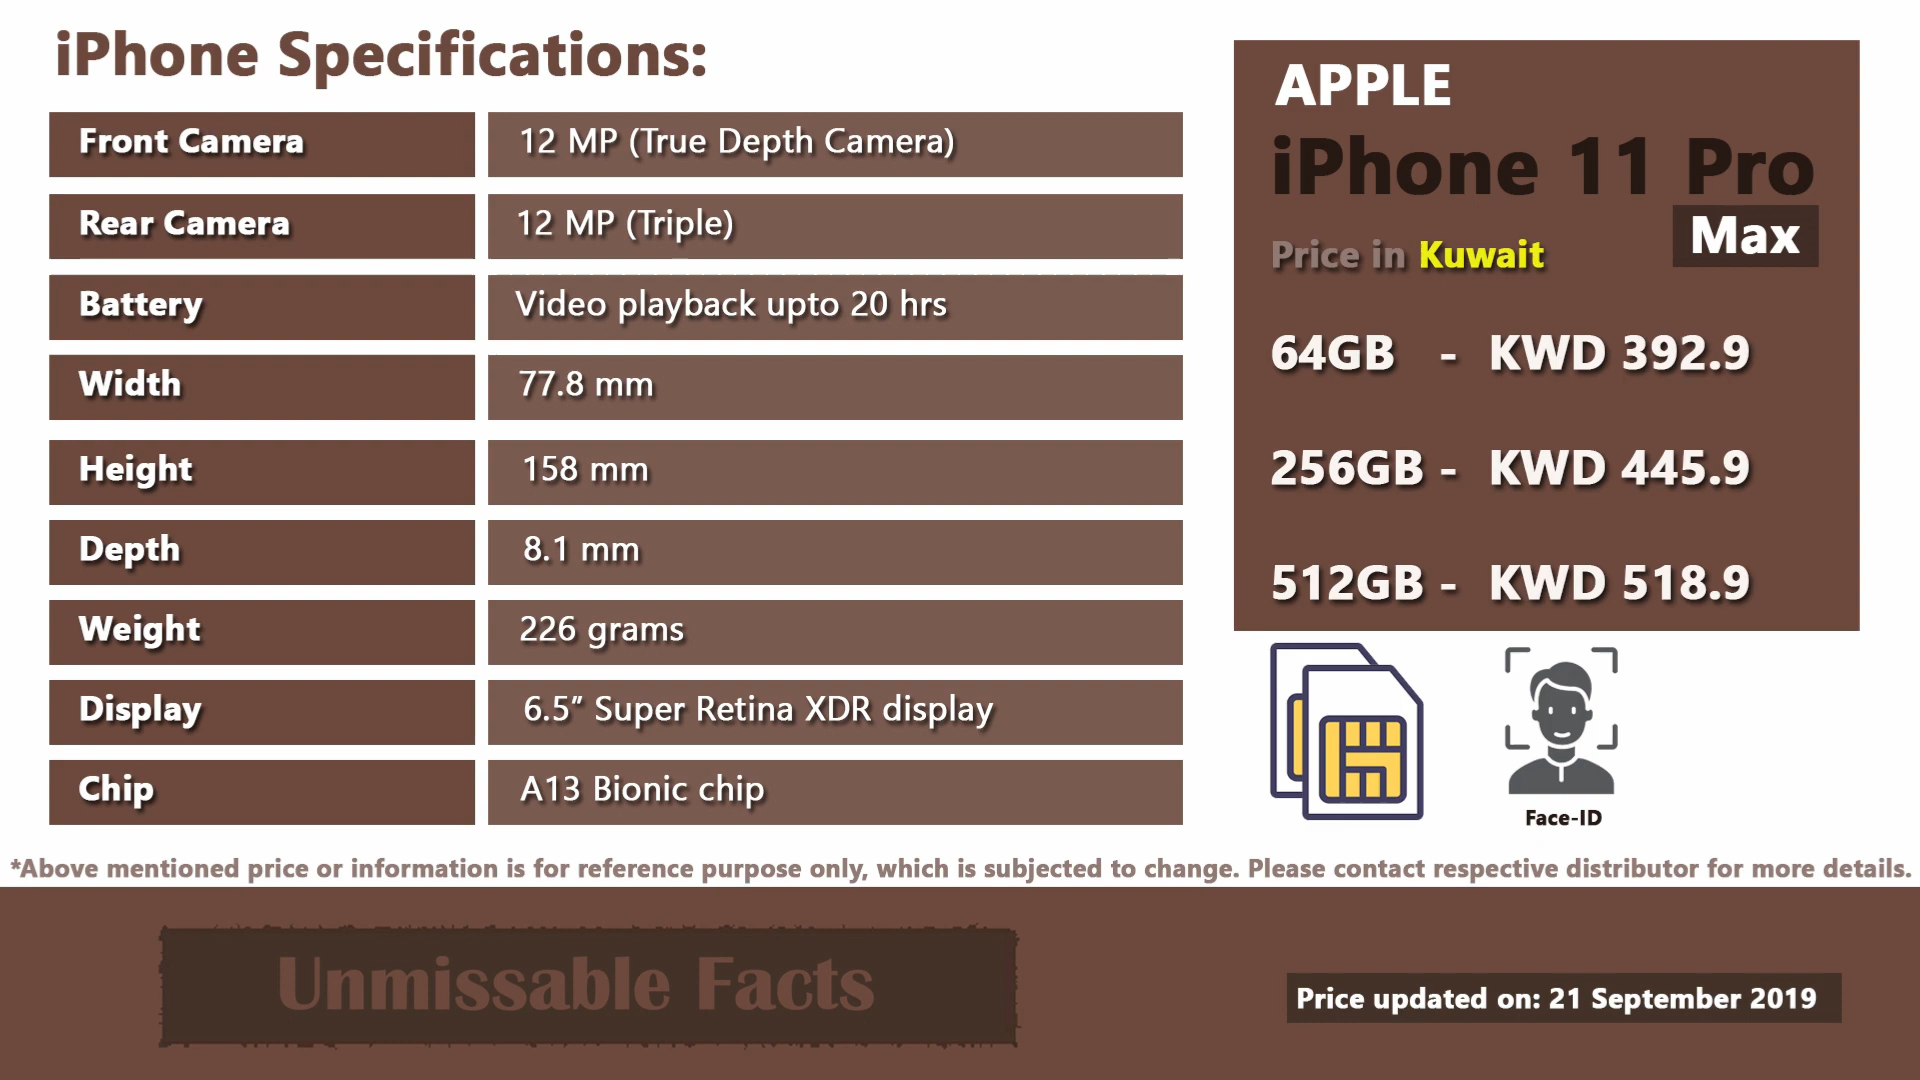 iPhone Specifications:
Front Camera 12 MP (True Depth Camera)
Rear Camera 12 MP (Triple)
Battery Video playback upto 20 hrs
Width 77.8 mm
Height 158 mm
Depth 8.1 mm
Weight 226 grams
Display 6.5” Super Retina XDR display
Chip A13 Bionic chip
APPLE
iPhone 11 Pro
Max
Price in Kuwait
64GB - KWD 392.9
256GB - KWD 445.9
512GB - KWD 518.9
Face-ID
*Above mentioned price or information is for reference purpose only, which is subjected to change. Please contact respective distributor for more details.
Unmissable Facts
Price updated on: 21 September 2019